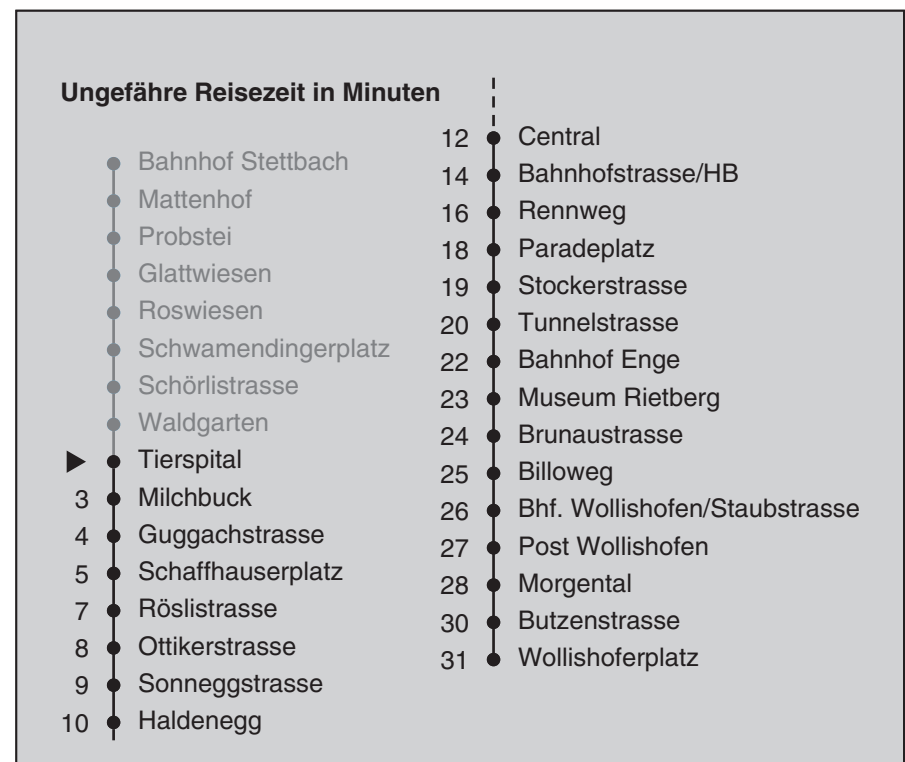 Ungefähre Reisezeit in Minuten
Bahnhof Stettbach
Mattenhof
Probstei
Glattwiesen
Roswiesen
Schwamendingerplatz
Schörlistrasse
Waldgarten
Tierspital
3 Milchbuck
4 Guggachstrasse
5 Schaffhauserplatz
7 Röslistrasse
8 Ottikerstrasse
9 Sonneggstrasse
10 Haldenegg
12 Central
14 Bahnhofstrasse/HB
16 Rennweg
18 Paradeplatz
19 Stockerstrasse
20 Tunnelstrasse
22 Bahnhof Enge
23 Museum Rietberg
24 Brunaustrasse
25 Billoweg
26 Bhf. Wollishofen/Staubstrasse
27 Post Wollishofen
28 Morgental
30 Butzenstrasse
31 Wollishoferplatz